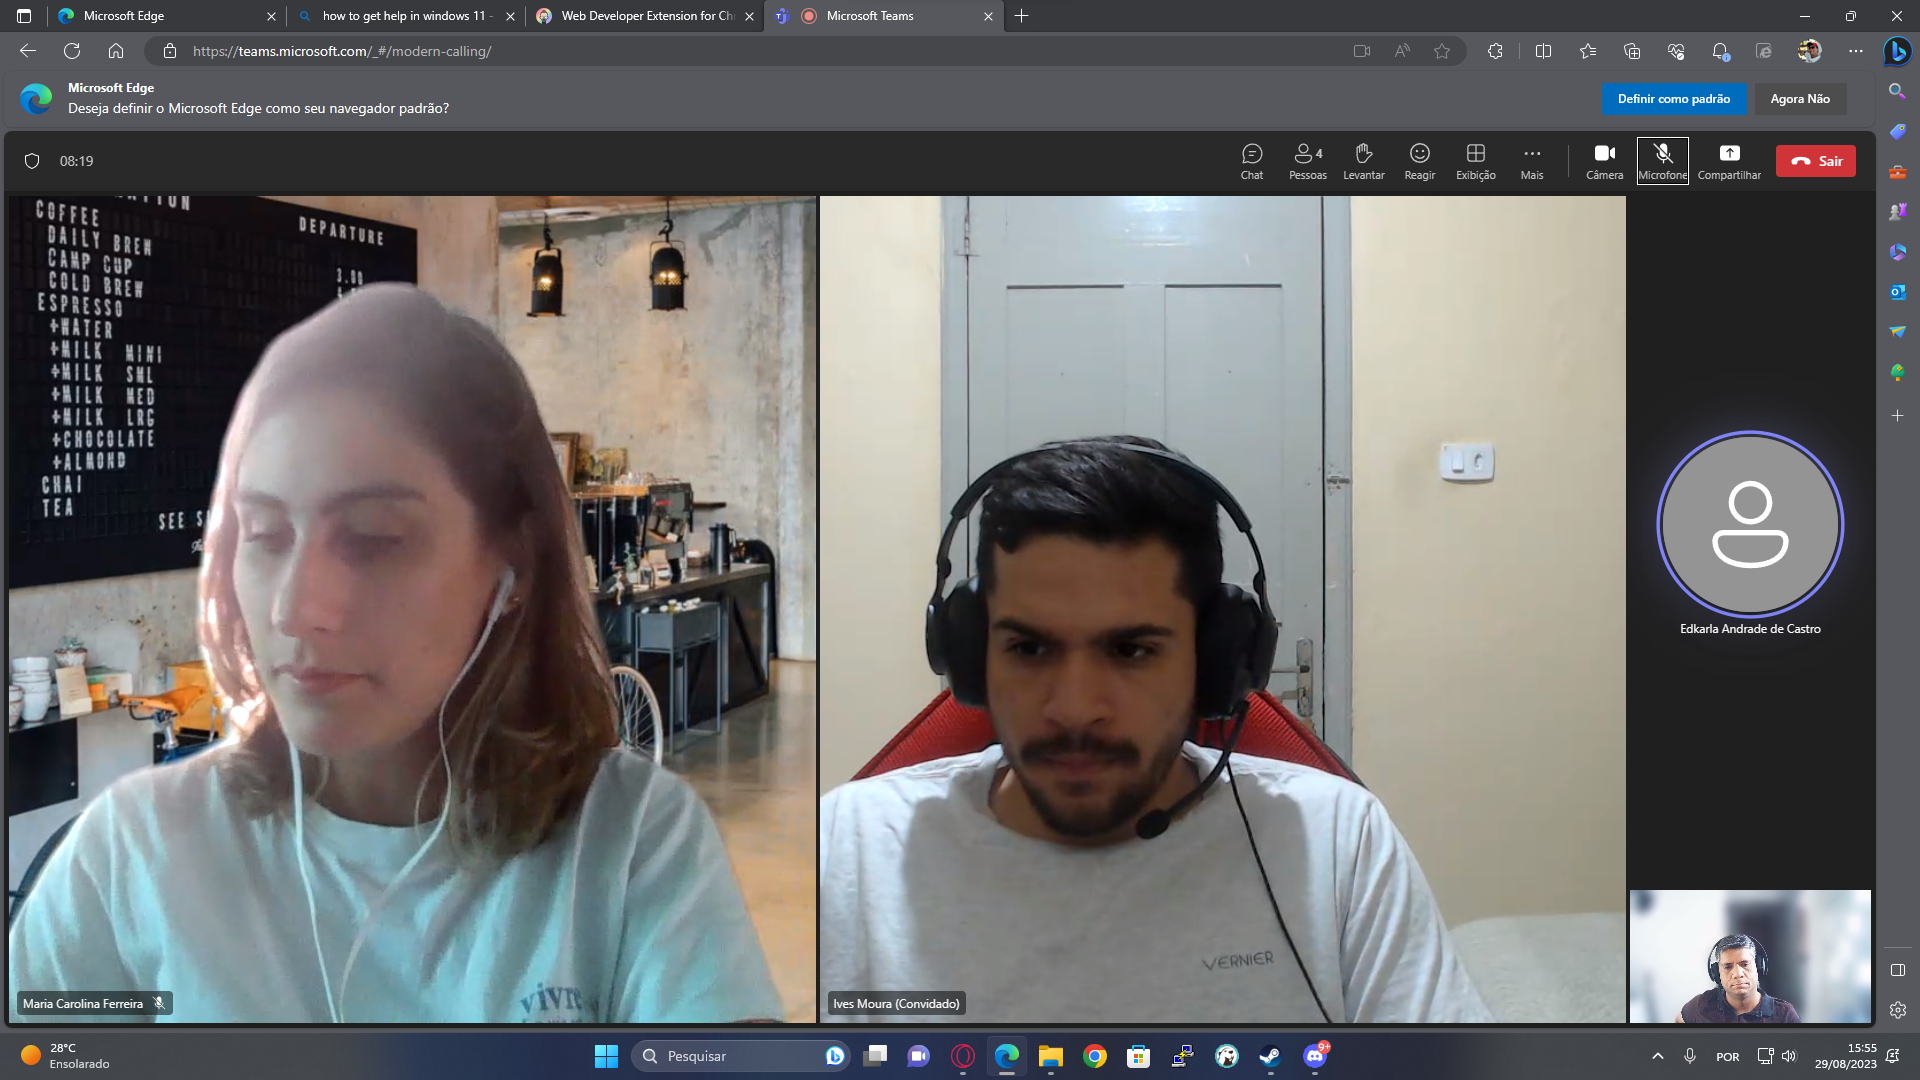 Microsoft Edge
how to get help in windows 11 -
Web Developer Extension for Ch
Microsoft Teams
https://teams.microsoft.com/_#/modern-calling/
Microsoft Edge
Deseja definir o Microsoft Edge como seu navegador padrão?
Definir como padrão
Agora Não
08:19
Chat
4
Pessoas
Levantar
Reagir
Exibição
Mais
Câmera
Microfone
Compartilhar
Sair
COFFEE
DEPARTURE
DAILY BREW
CAMP CUP
3.00
COLD BREW
ESPRESSO
+WATER
+MILK MINI
+MILK SML
+MILK MED
+MILK LRG
+CHOCOLATE
+ALMOND
CHAI
TEA
SEE
vivre
VERNIER
Edkarla Andrade de Castro
Maria Carolina Ferreira
Ives Moura (Convidado)
28°C
Ensolarado
Pesquisar
9+
POR
15:55
29/08/2023